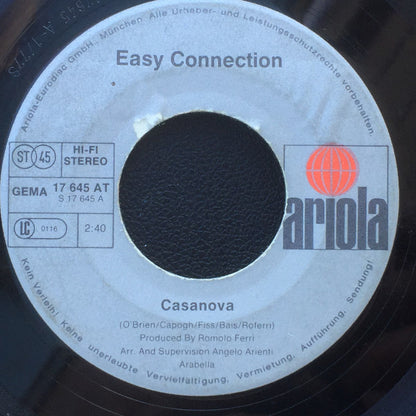 17645 A
Ariola-Eurodisc GmbH. München Alle Urheber- und Leistungsschutzrechte vorbehalten.
Easy Connection
ST 45
HI-FI
STEREO
GEMA 17 645 AT
S 17 645 A
LC 0116
2:40
ariola
Casanova
(O'Brien/Capogh/Fiss/Bais/Roferri)
Produced By Romolo Ferri
Arr. And Supervision Angelo Arienti
Arabella
Kein Verleih! Keine unerlaubte Vervielfältigung, Vermietung, Aufführung, Sendung!